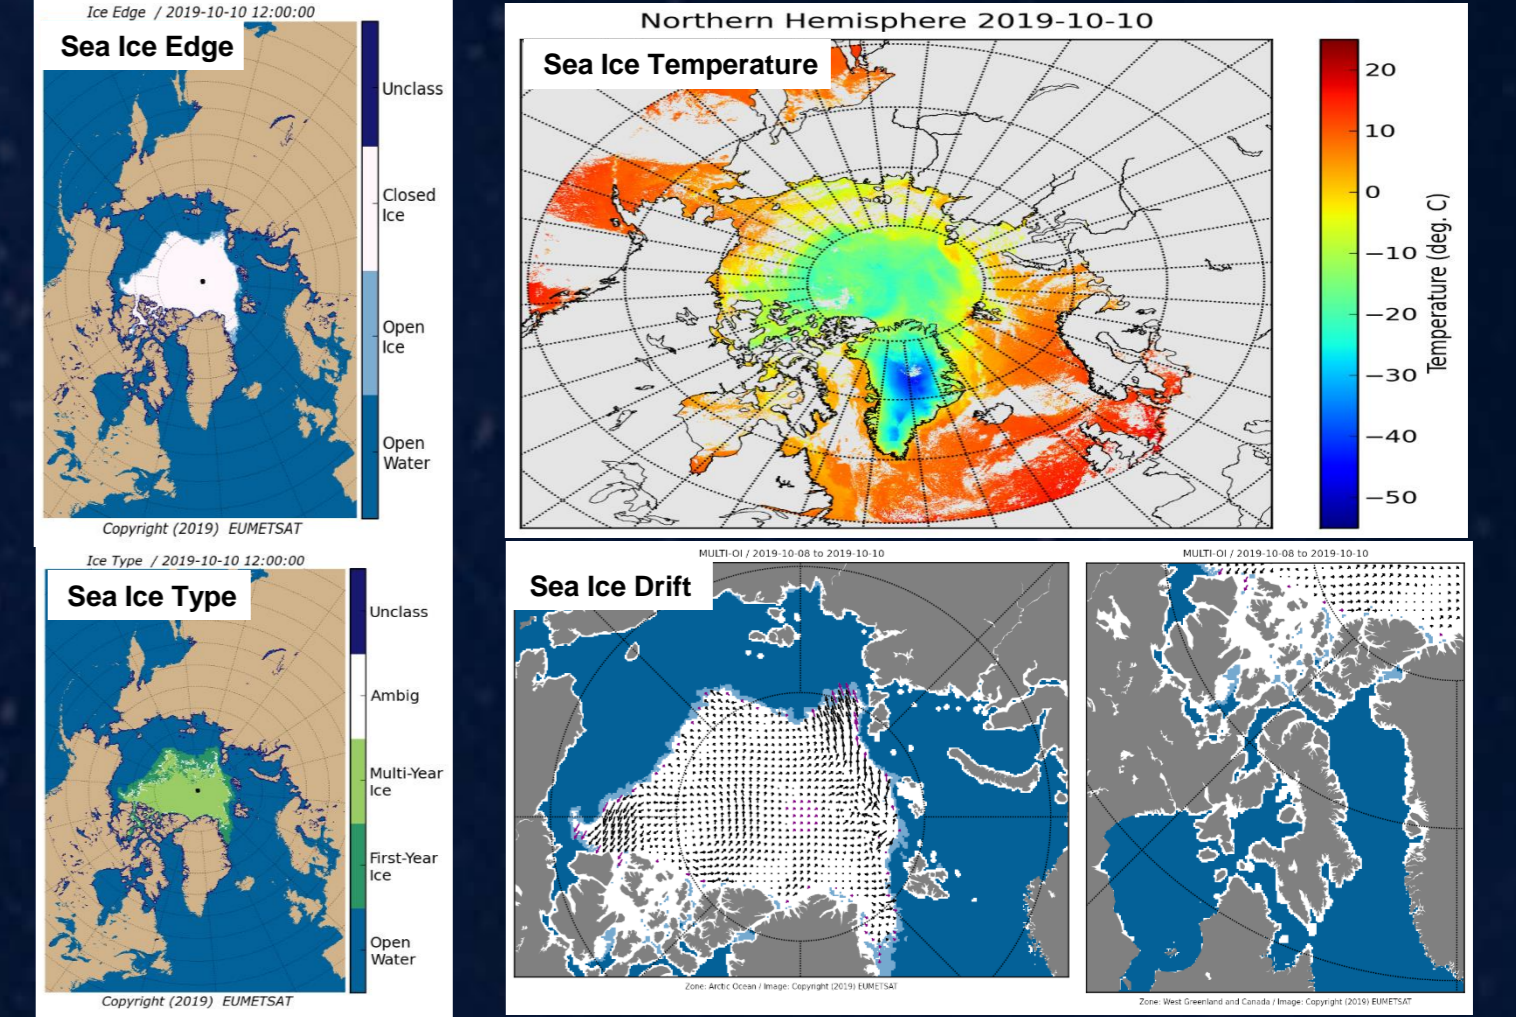 Ice Edge / 2019-10-10 12:00:00
Sea Ice Edge
Unclass
Closed
Ice
Open
Ice
Open
Water
Copyright (2019) EUMETSAT
Northern Hemisphere 2019-10-10
Sea Ice Temperature
20
10
0
−10
−20
−30
−40
−50
Temperature (deg. C)
Ice Type / 2019-10-10 12:00:00
Sea Ice Type
Unclass
Ambig
Multi-Year
Ice
First-Year
Ice
Open
Water
Copyright (2019) EUMETSAT
MULTI-OI / 2019-10-08 to 2019-10-10
Sea Ice Drift
Zone: Arctic Ocean / Image: Copyright (2019) EUMETSAT
MULTI-OI / 2019-10-08 to 2019-10-10
Zone: West Greenland and Canada / Image: Copyright (2019) EUMETSAT